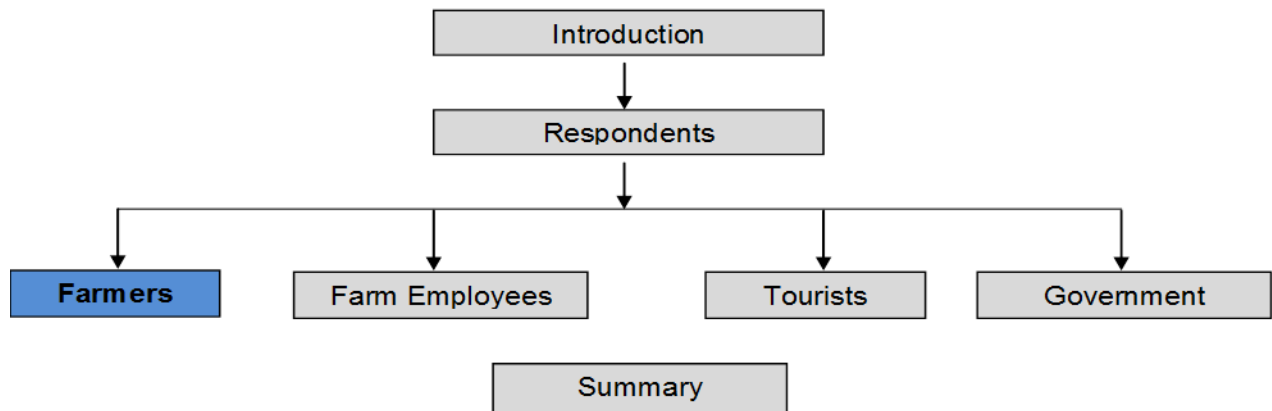 Introduction
Respondents
Farmers
Farm Employees
Tourists
Government
Summary